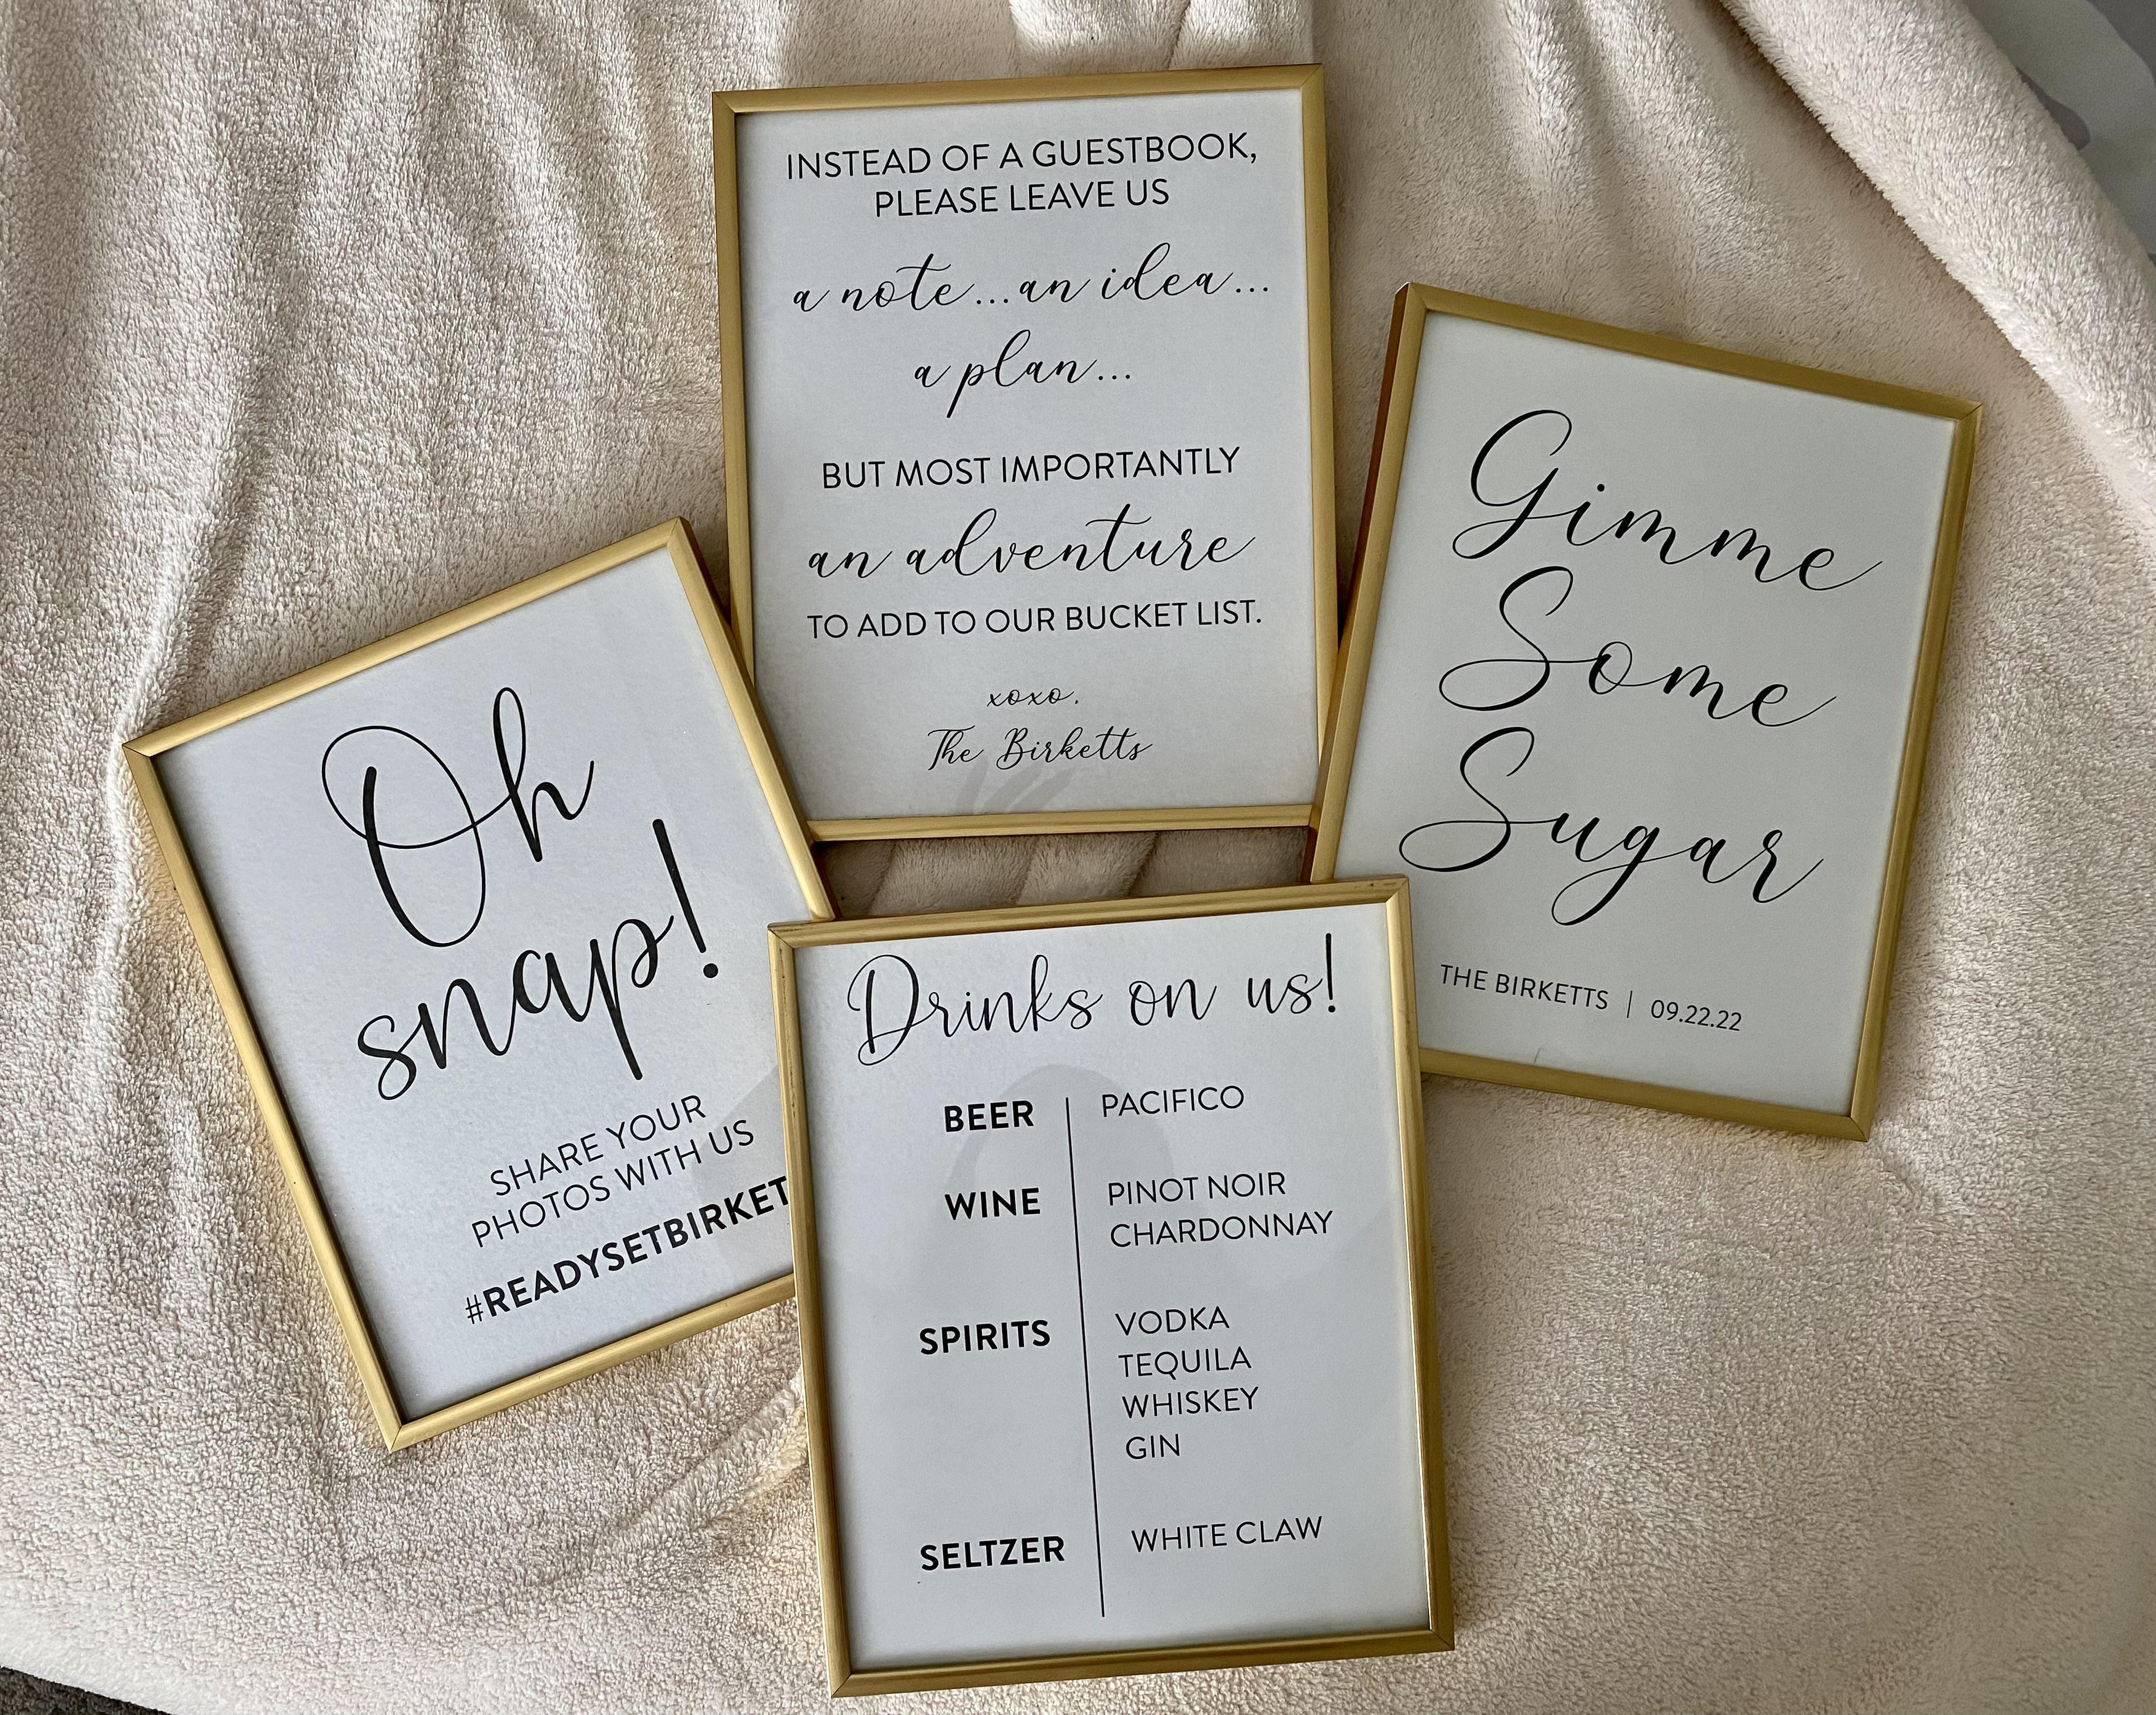 INSTEAD OF A GUESTBOOK,
PLEASE LEAVE US
a note...an idea...
a plan...
BUT MOST IMPORTANTLY
an adventure
TO ADD TO OUR BUCKET LIST.
xoxo.
The Birketts
Gimme
Some
Sugar
THE BIRKETTS | 09.22.22
Oh
snap!
SHARE YOUR
PHOTOS WITH US
#READYSETBIRKET
Drinks on us!
BEER PACIFICO
WINE PINOT NOIR
CHARDONNAY
SPIRITS VODKA
TEQUILA
WHISKEY
GIN
SELTZER WHITE CLAW